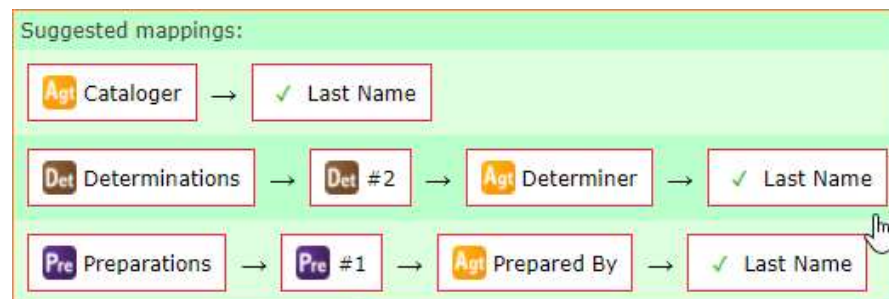 Suggested mappings:
Agt Cataloger → ✓ Last Name
Det Determinations → Det #2 → Agt Determiner → ✓ Last Name
Pre Preparations → Pre #1 → Agt Prepared By → ✓ Last Name